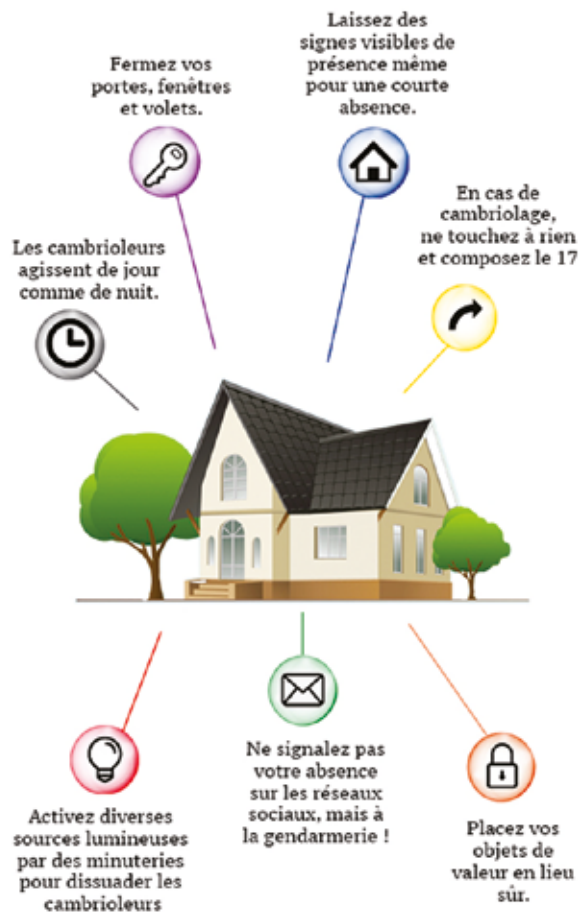 Laissez des
signes visibles de
présence même
pour une courte
absence.
Fermez vos
portes, fenêtres
et volets.
En cas de
cambriolage,
ne touchez à rien
et composez le 17
Les cambrioleurs
agissent de jour
comme de nuit.
Activez diverses
sources lumineuses
par des minuteries
pour dissuader les
cambrioleurs
Ne signalez pas
votre absence
sur les réseaux
sociaux, mais à
la gendarmerie !
Placez vos
objets de
valeur en lieu
sûr.